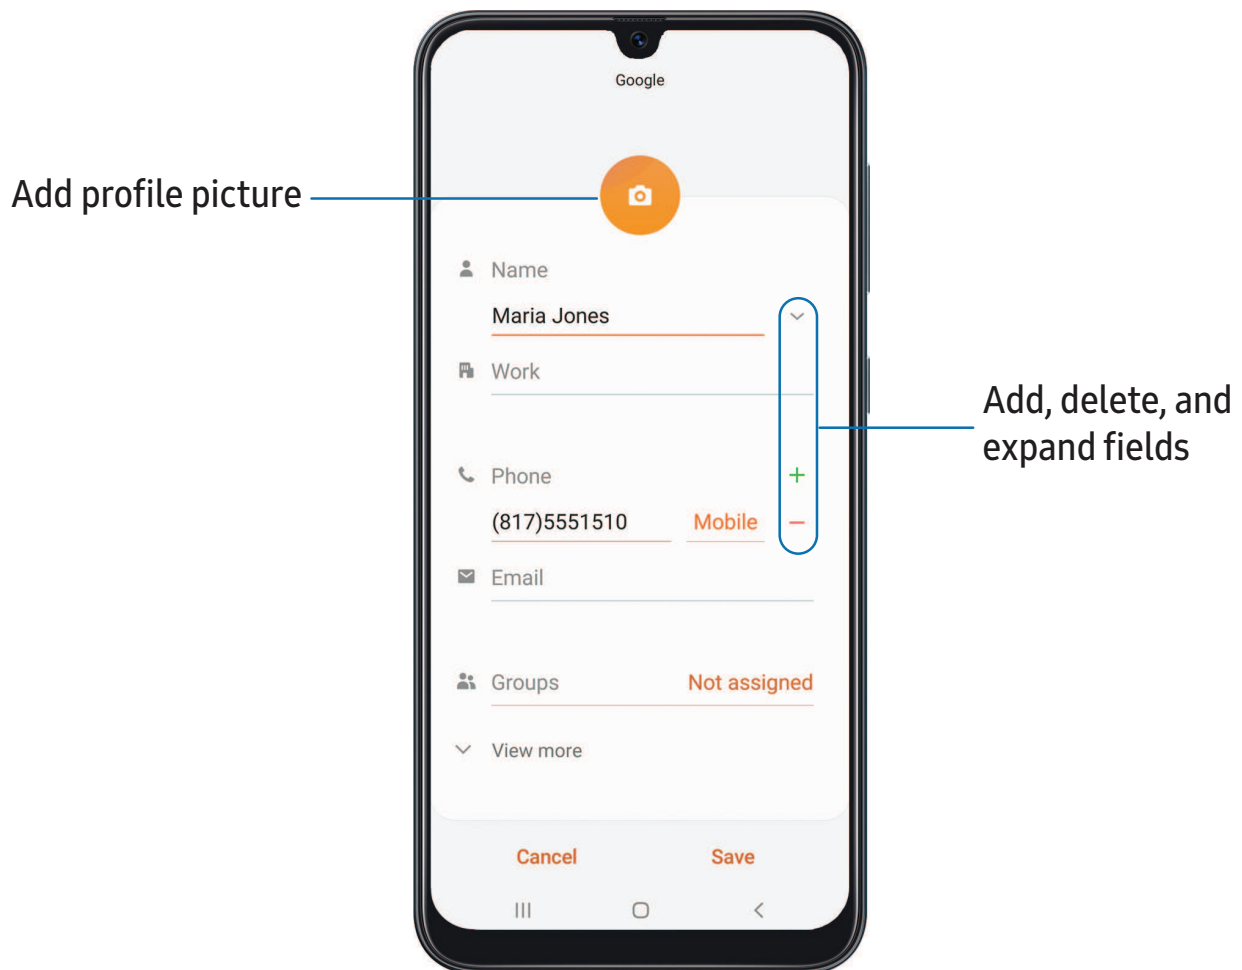 Google
Add profile picture
Name
Maria Jones
Work
Add, delete, and
expand fields
Phone
(817)5551510 Mobile
Email
Groups Not assigned
View more
Cancel Save